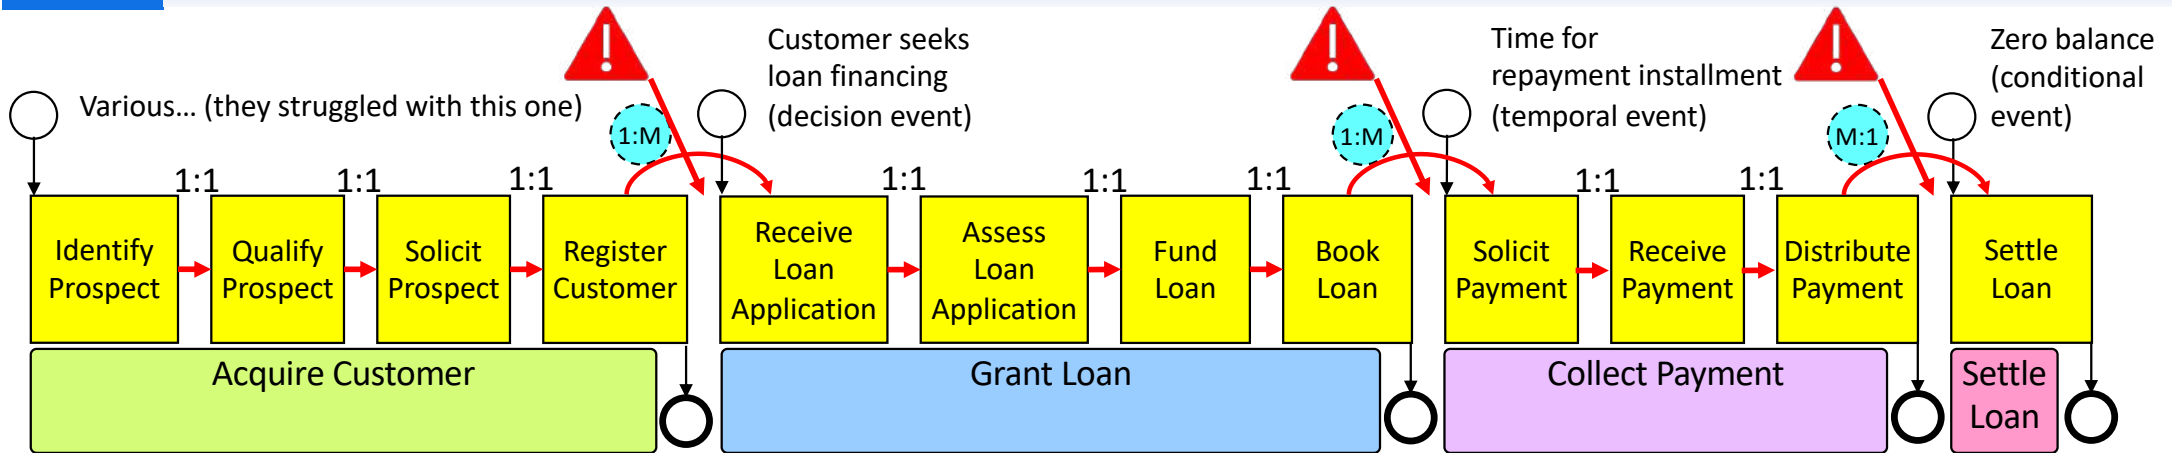 Various... (they struggled with this one)
Customer seeks
loan financing
(decision event)
Time for
repayment installment
(temporal event)
Zero balance
(conditional
event)
1:M
1:M
M:1
1:1
1:1
1:1
1:1
1:1
1:1
1:1
1:1
Identify
Prospect
Qualify
Prospect
Solicit
Prospect
Register
Customer
Receive
Loan
Application
Assess
Loan
Application
Fund
Loan
Book
Loan
Solicit
Payment
Receive
Payment
Distribute
Payment
Settle
Loan
Acquire Customer
Grant Loan
Collect Payment
Settle
Loan